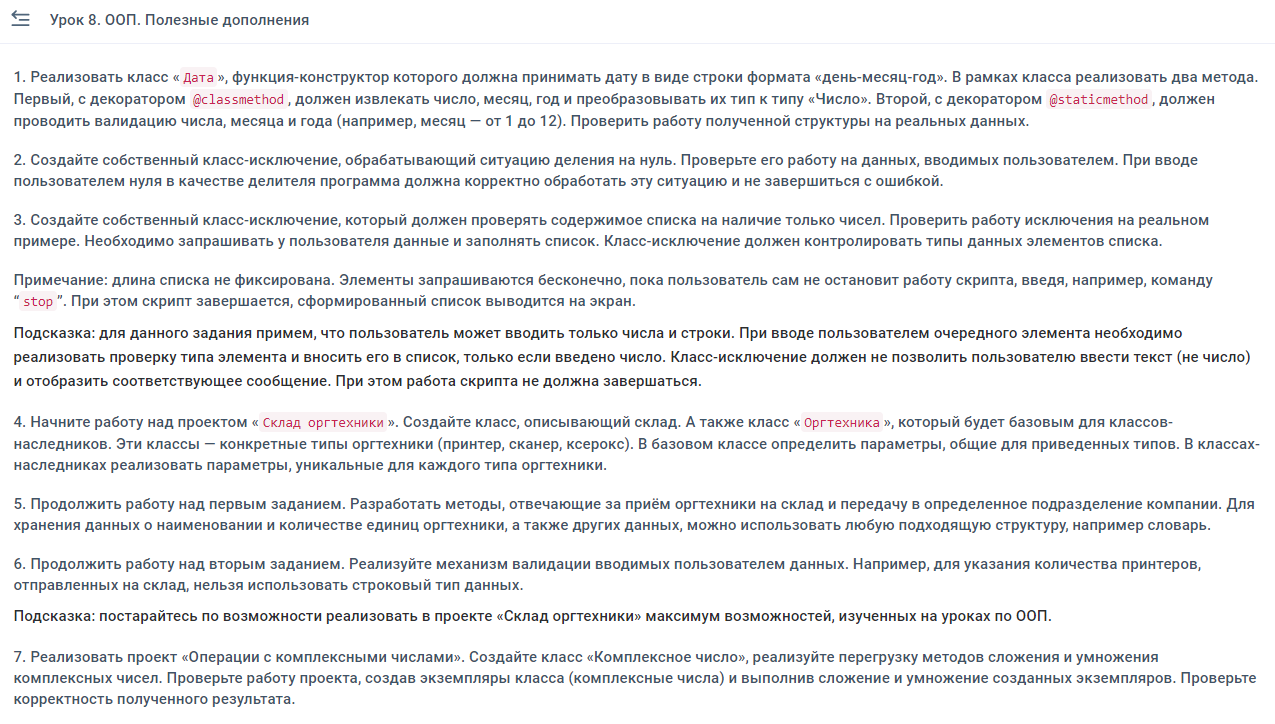 Урок 8. ООП. Полезные дополнения
1. Реализовать класс «Дата», функция-конструктор которого должна принимать дату в виде строки формата «день-месяц-год». В рамках класса реализовать два метода.
Первый, с декоратором @classmethod, должен извлекать число, месяц, год и преобразовывать их тип к типу «Число». Второй, с декоратором @staticmethod, должен
проводить валидацию числа, месяца и года (например, месяц — от 1 до 12). Проверить работу полученной структуры на реальных данных.
2. Создайте собственный класс-исключение, обрабатывающий ситуацию деления на нуль. Проверьте его работу на данных, вводимых пользователем. При вводе
пользователем нуля в качестве делителя программа должна корректно обработать эту ситуацию и не завершиться с ошибкой.
3. Создайте собственный класс-исключение, который должен проверять содержимое списка на наличие только чисел. Проверить работу исключения на реальном
примере. Необходимо запрашивать у пользователя данные и заполнять список. Класс-исключение должен контролировать типы данных элементов списка.
Примечание: длина списка не фиксирована. Элементы запрашиваются бесконечно, пока пользователь сам не остановит работу скрипта, введя, например, команду
“stop”. При этом скрипт завершается, сформированный список выводится на экран.
Подсказка: для данного задания примем, что пользователь может вводить только числа и строки. При вводе пользователем очередного элемента необходимо
реализовать проверку типа элемента и вносить его в список, только если введено число. Класс-исключение должен не позволить пользователю ввести текст (не число)
и отобразить соответствующее сообщение. При этом работа скрипта не должна завершаться.
4. Начните работу над проектом «Склад оргтехники». Создайте класс, описывающий склад. А также класс «Оргтехника», который будет базовым для классов-
наследников. Эти классы — конкретные типы оргтехники (принтер, сканер, ксерокс). В базовом классе определить параметры, общие для приведенных типов. В классах-
наследниках реализовать параметры, уникальные для каждого типа оргтехники.
5. Продолжить работу над первым заданием. Разработать методы, отвечающие за приём оргтехники на склад и передачу в определенное подразделение компании. Для
хранения данных о наименовании и количестве единиц оргтехники, а также других данных, можно использовать любую подходящую структуру, например словарь.
6. Продолжить работу над вторым заданием. Реализуйте механизм валидации вводимых пользователем данных. Например, для указания количества принтеров,
отправленных на склад, нельзя использовать строковый тип данных.
Подсказка: постарайтесь по возможности реализовать в проекте «Склад оргтехники» максимум возможностей, изученных на уроках по ООП.
7. Реализовать проект «Операции с комплексными числами». Создайте класс «Комплексное число», реализуйте перегрузку методов сложения и умножения
комплексных чисел. Проверьте работу проекта, создав экземпляры класса (комплексные числа) и выполнив сложение и умножение созданных экземпляров. Проверьте
корректность полученного результата.